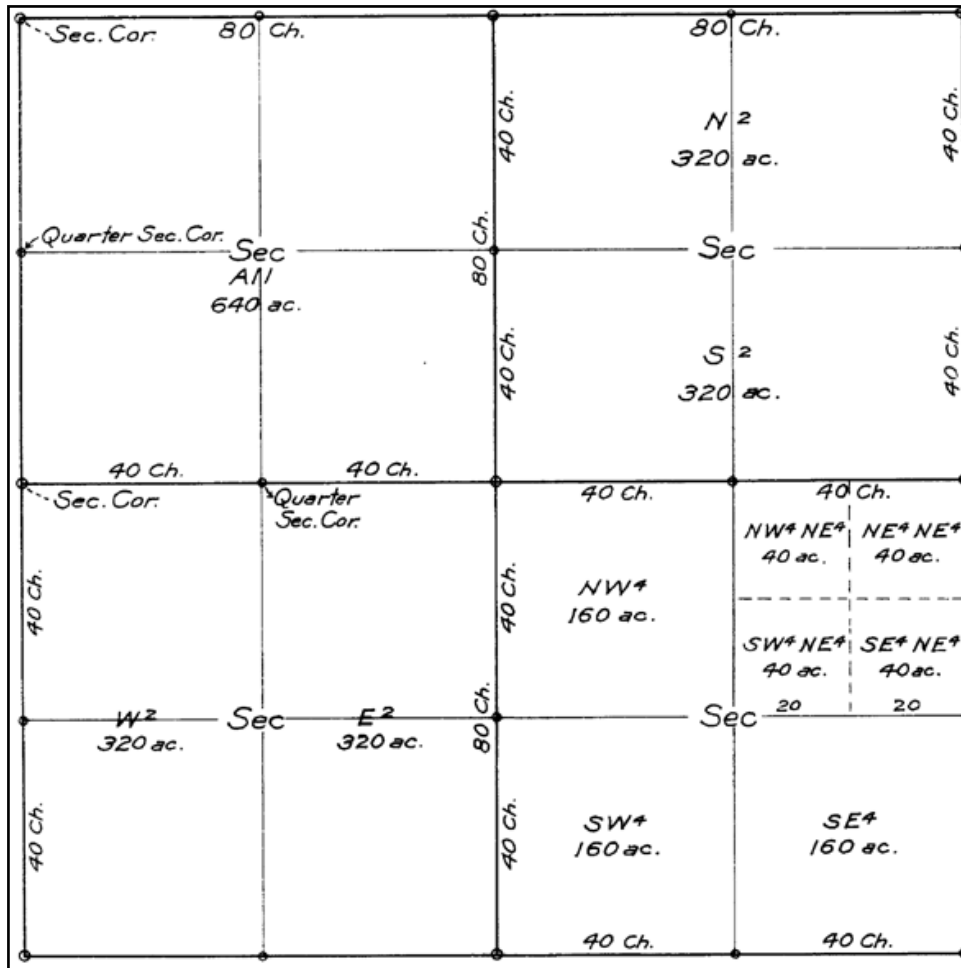 Sec. Cor.
80 Ch.
80 Ch.
40 Ch.
N 2
320 ac.
40 Ch.
Quarter Sec. Cor.
Sec
All
640 ac.
80 Ch.
Sec
40 Ch.
S 2
320 ac.
40 Ch.
40 Ch.
40 Ch.
Sec. Cor.
Quarter
Sec. Cor.
40 Ch.
40 Ch.
40 Ch.
40 Ch.
NW4
160 ac.
NW4 NE4
40 ac.
NE4 NE4
40 ac.
SW4 NE4
40 ac.
SE4 NE4
40 ac.
20
20
W2
320 ac.
Sec
E2
320 ac.
80 Ch.
Sec
40 Ch.
40 Ch.
SW4
160 ac.
SE4
160 ac.
40 Ch.
40 Ch.